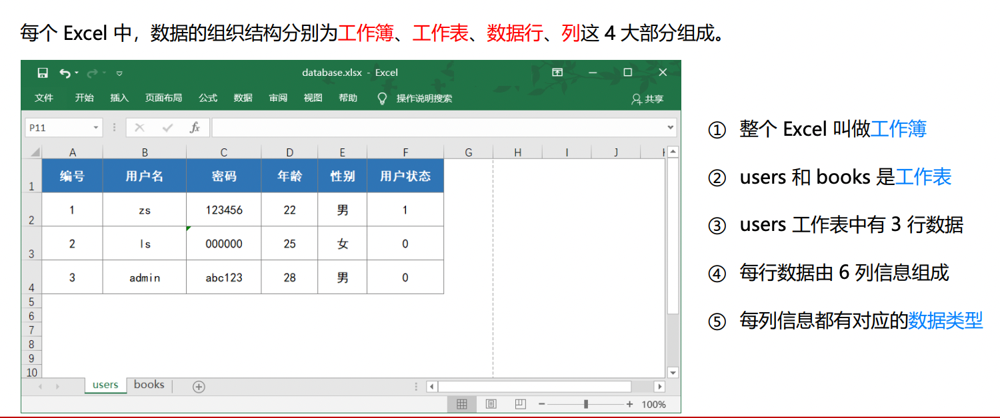 每个 Excel 中，数据的组织结构分别为工作簿、工作表、数据行、列这 4 大部分组成。
database.xlsx - Excel
文件 开始 插入 页面布局 公式 数据 审阅 视图 帮助 操作说明搜索 共享
P11 fx
A B C D E F G H I J
1 编号 用户名 密码 年龄 性别 用户状态
2 1 zs 123456 22 男 1
3 2 ls 000000 25 女 0
4 3 admin abc123 28 男 0
5
6
7
8
9
10
users books
100%
① 整个 Excel 叫做工作簿
② users 和 books 是工作表
③ users 工作表中有 3 行数据
④ 每行数据由 6 列信息组成
⑤ 每列信息都有对应的数据类型